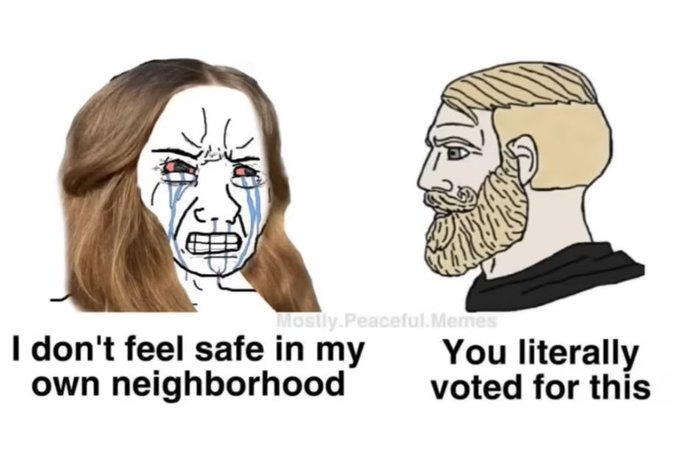 Mostly.Peaceful.Memes
I don't feel safe in my
own neighborhood
You literally
voted for this